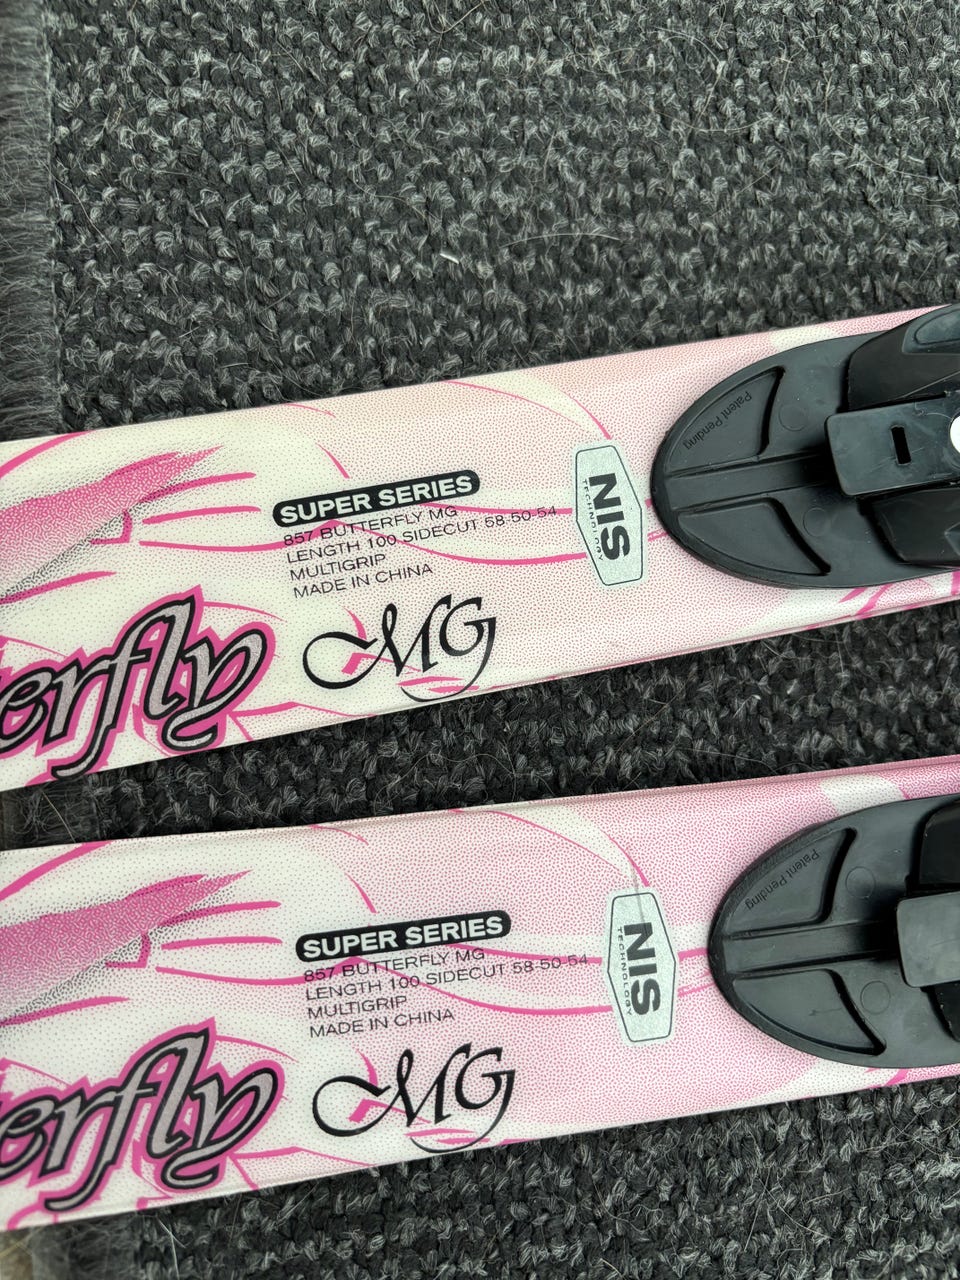 SUPER SERIES
857 BUTTERFLY MG
LENGTH 100 SIDECUT 58-50-54
MULTIGRIP
MADE IN CHINA
erfly
MG
NIS
TECHNOLOGY
Patent Pending
SUPER SERIES
857 BUTTERFLY MG
LENGTH 100 SIDECUT 58-50-54
MULTIGRIP
MADE IN CHINA
erfly
MG
NIS
TECHNOLOGY
Patent Pending